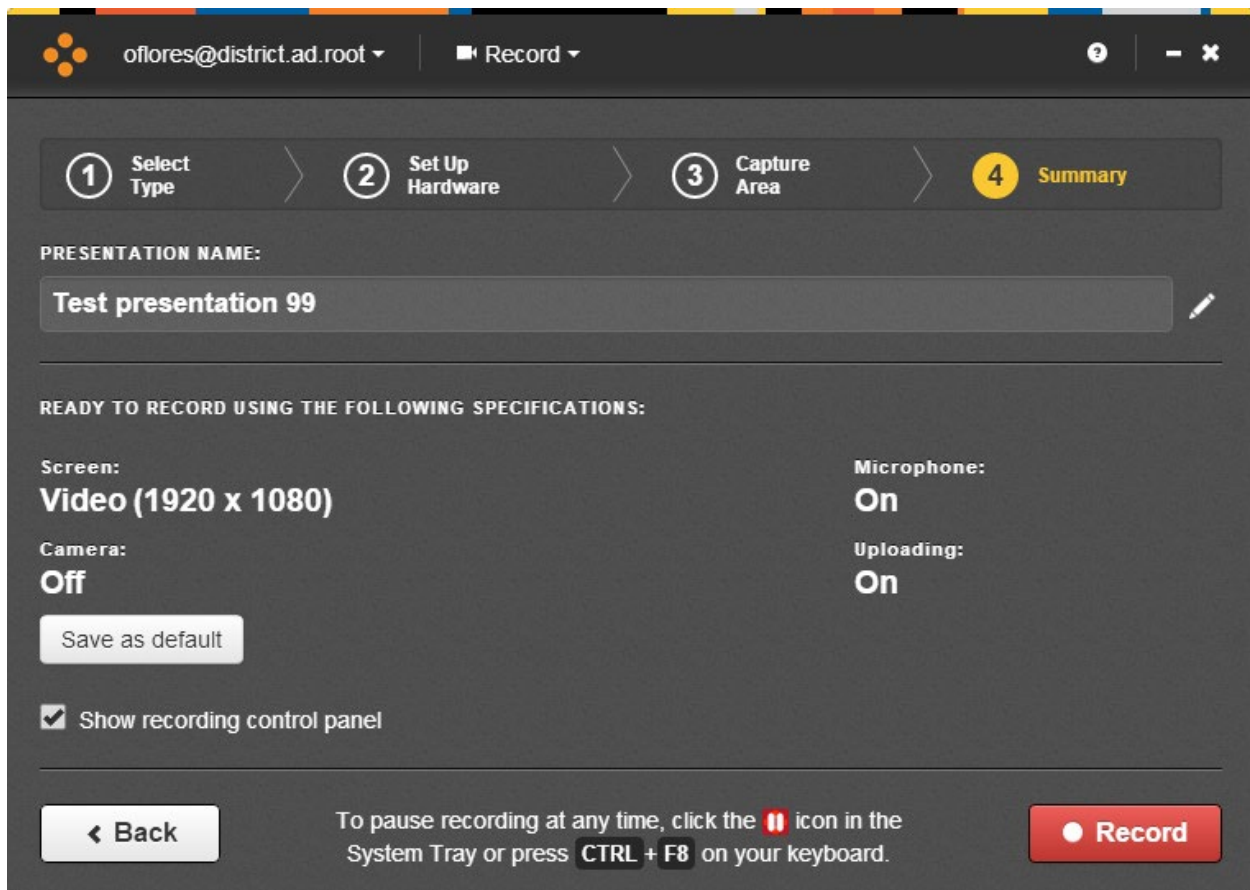 oflores@district.ad.root Record ?
1 Select Type
2 Set Up Hardware
3 Capture Area
4 Summary
PRESENTATION NAME:
Test presentation 99
READY TO RECORD USING THE FOLLOWING SPECIFICATIONS:
Screen:
Video (1920 x 1080)
Microphone:
On
Camera:
Off
Uploading:
On
Save as default
Show recording control panel
Back
To pause recording at any time, click the icon in the
System Tray or press CTRL + F8 on your keyboard.
Record